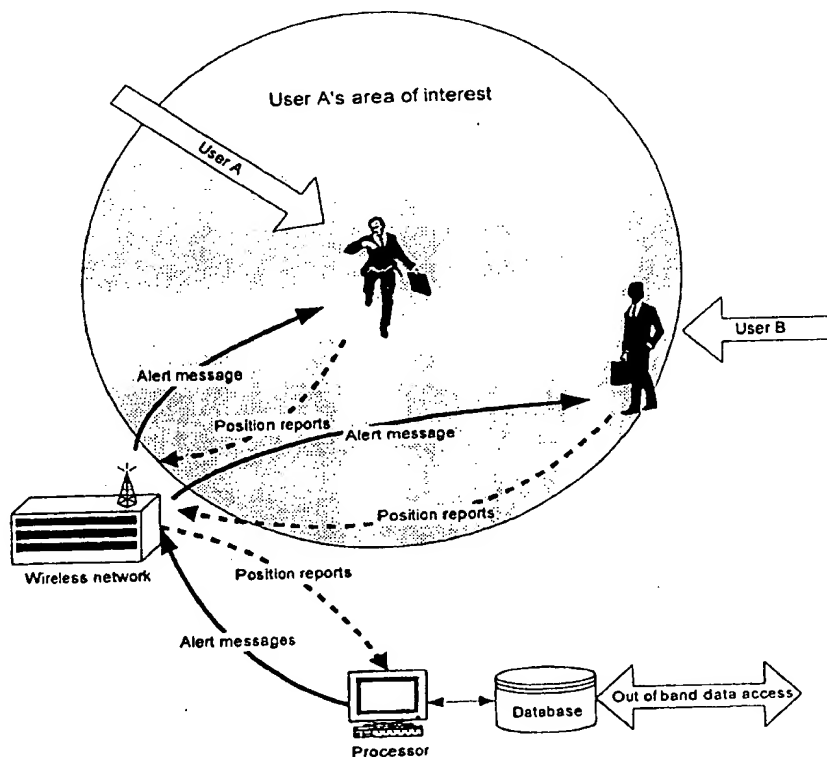 User A's area of interest
User A
User B
Alert message
Position reports
Alert message
Position reports
Wireless network
Position reports
Alert messages
Out of band data access
Database
Processor